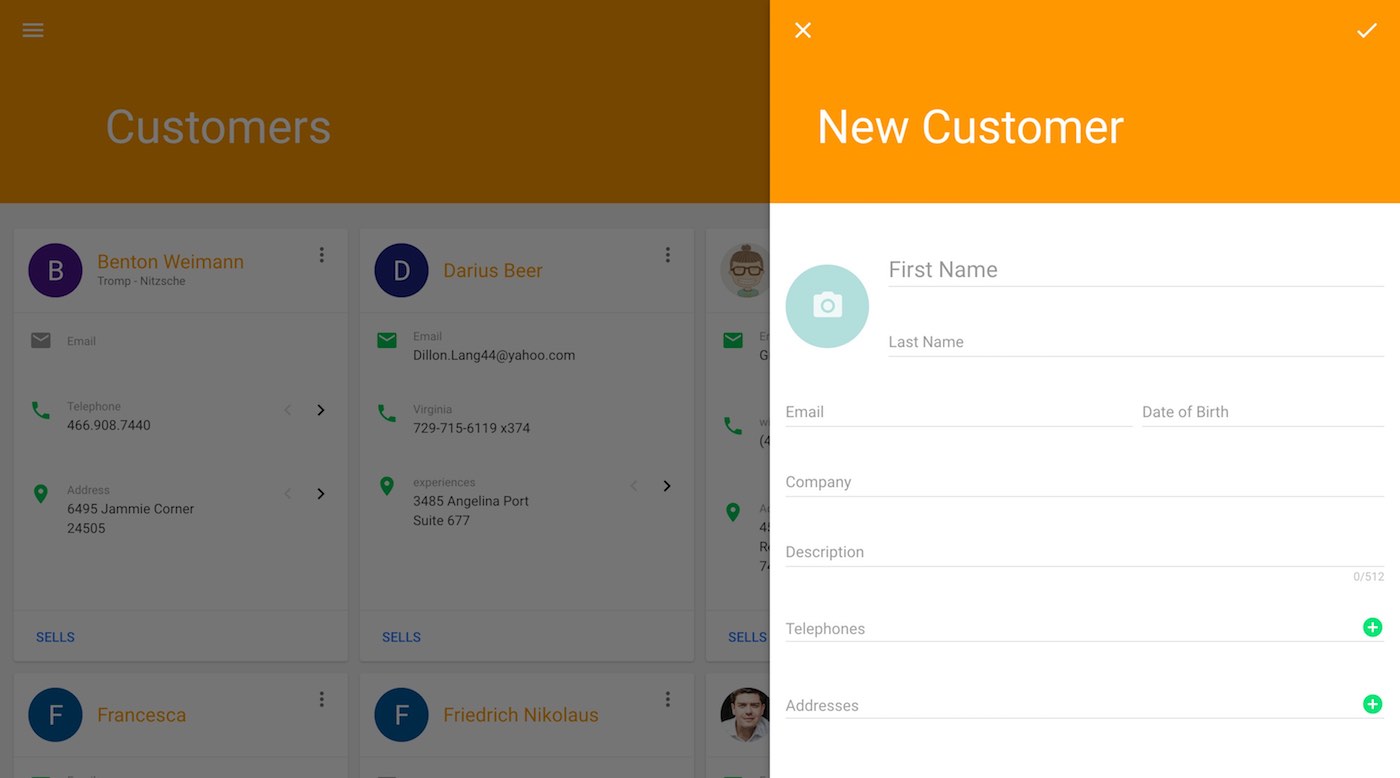 Customers
B
Benton Weimann
Tromp - Nitzsche
Email
Telephone
466.908.7440
Address
6495 Jammie Corner
24505
SELLS
D
Darius Beer
Email
Dillon.Lang44@yahoo.com
Virginia
729-715-6119 x374
experiences
3485 Angelina Port
Suite 677
SELLS
SELLS
F
Francesca
F
Friedrich Nikolaus
New Customer
First Name
Last Name
Email
Date of Birth
Company
Description
0/512
Telephones
Addresses